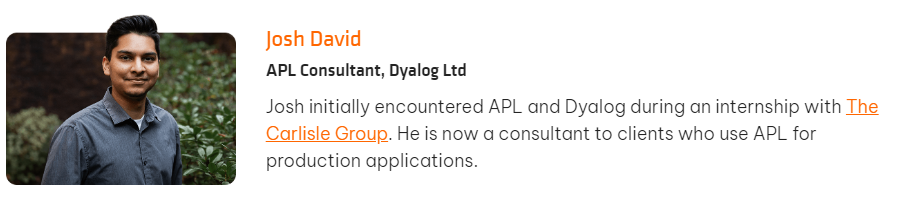 Josh David
APL Consultant, Dyalog Ltd
Josh initially encountered APL and Dyalog during an internship with The
Carlisle Group. He is now a consultant to clients who use APL for
production applications.